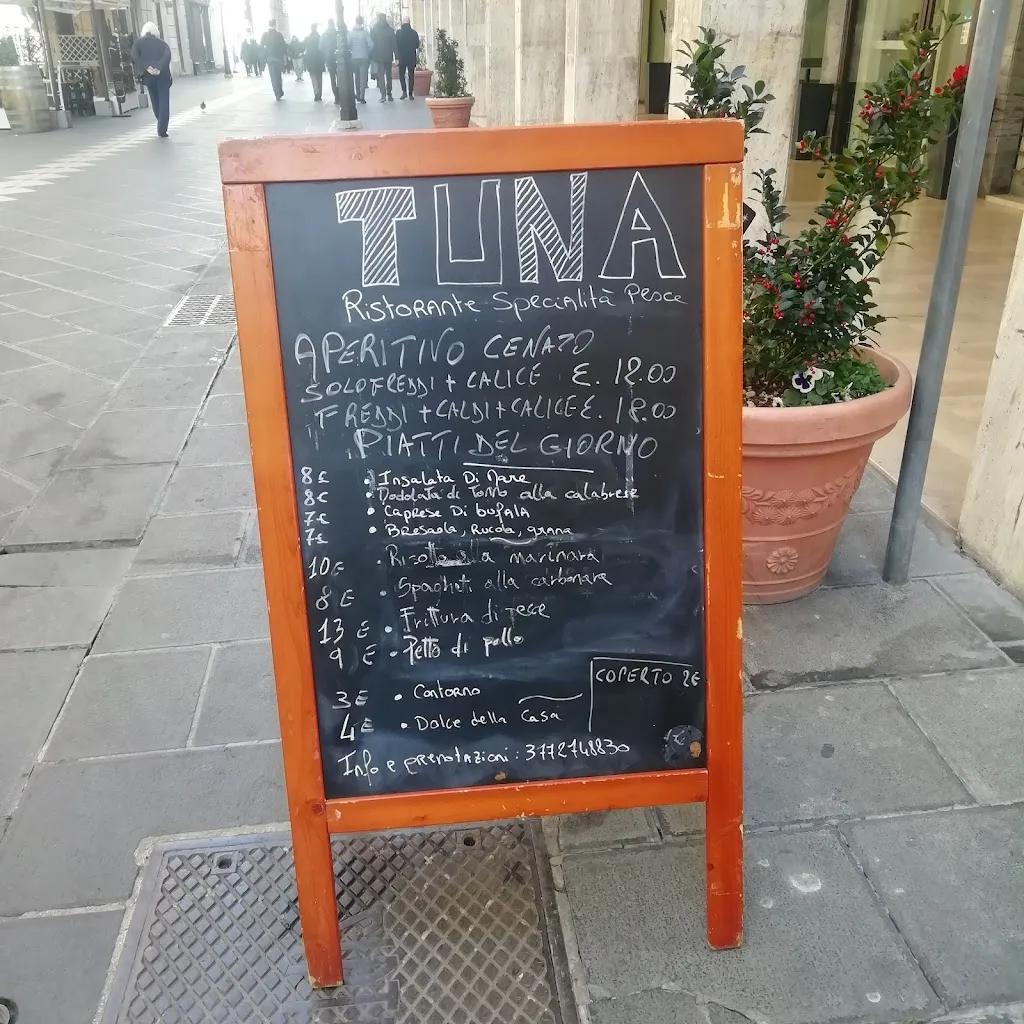 TUNA
Ristorante Specialità Pesce
APERITIVO CENATO
SOLO FREDDI + CALICE €. 12.00
FREDDI + CALDI + CALICE €. 18.00
PIATTI DEL GIORNO
8€ • Insalata Di Mare
8€ • Dadolata di Tonno alla calabrese
7€ • Caprese Di bufala
7€ • Bresaola, Rucola, grana
10€ • alla marinara
8€ • Spagheti alla carbonara
13€ • Frittura di pesce
9€ • Petto di pollo
3€ • Contorno
COPERTO 2€
4€ • Dolce della Casa
Info e prenotazioni: 3772748830